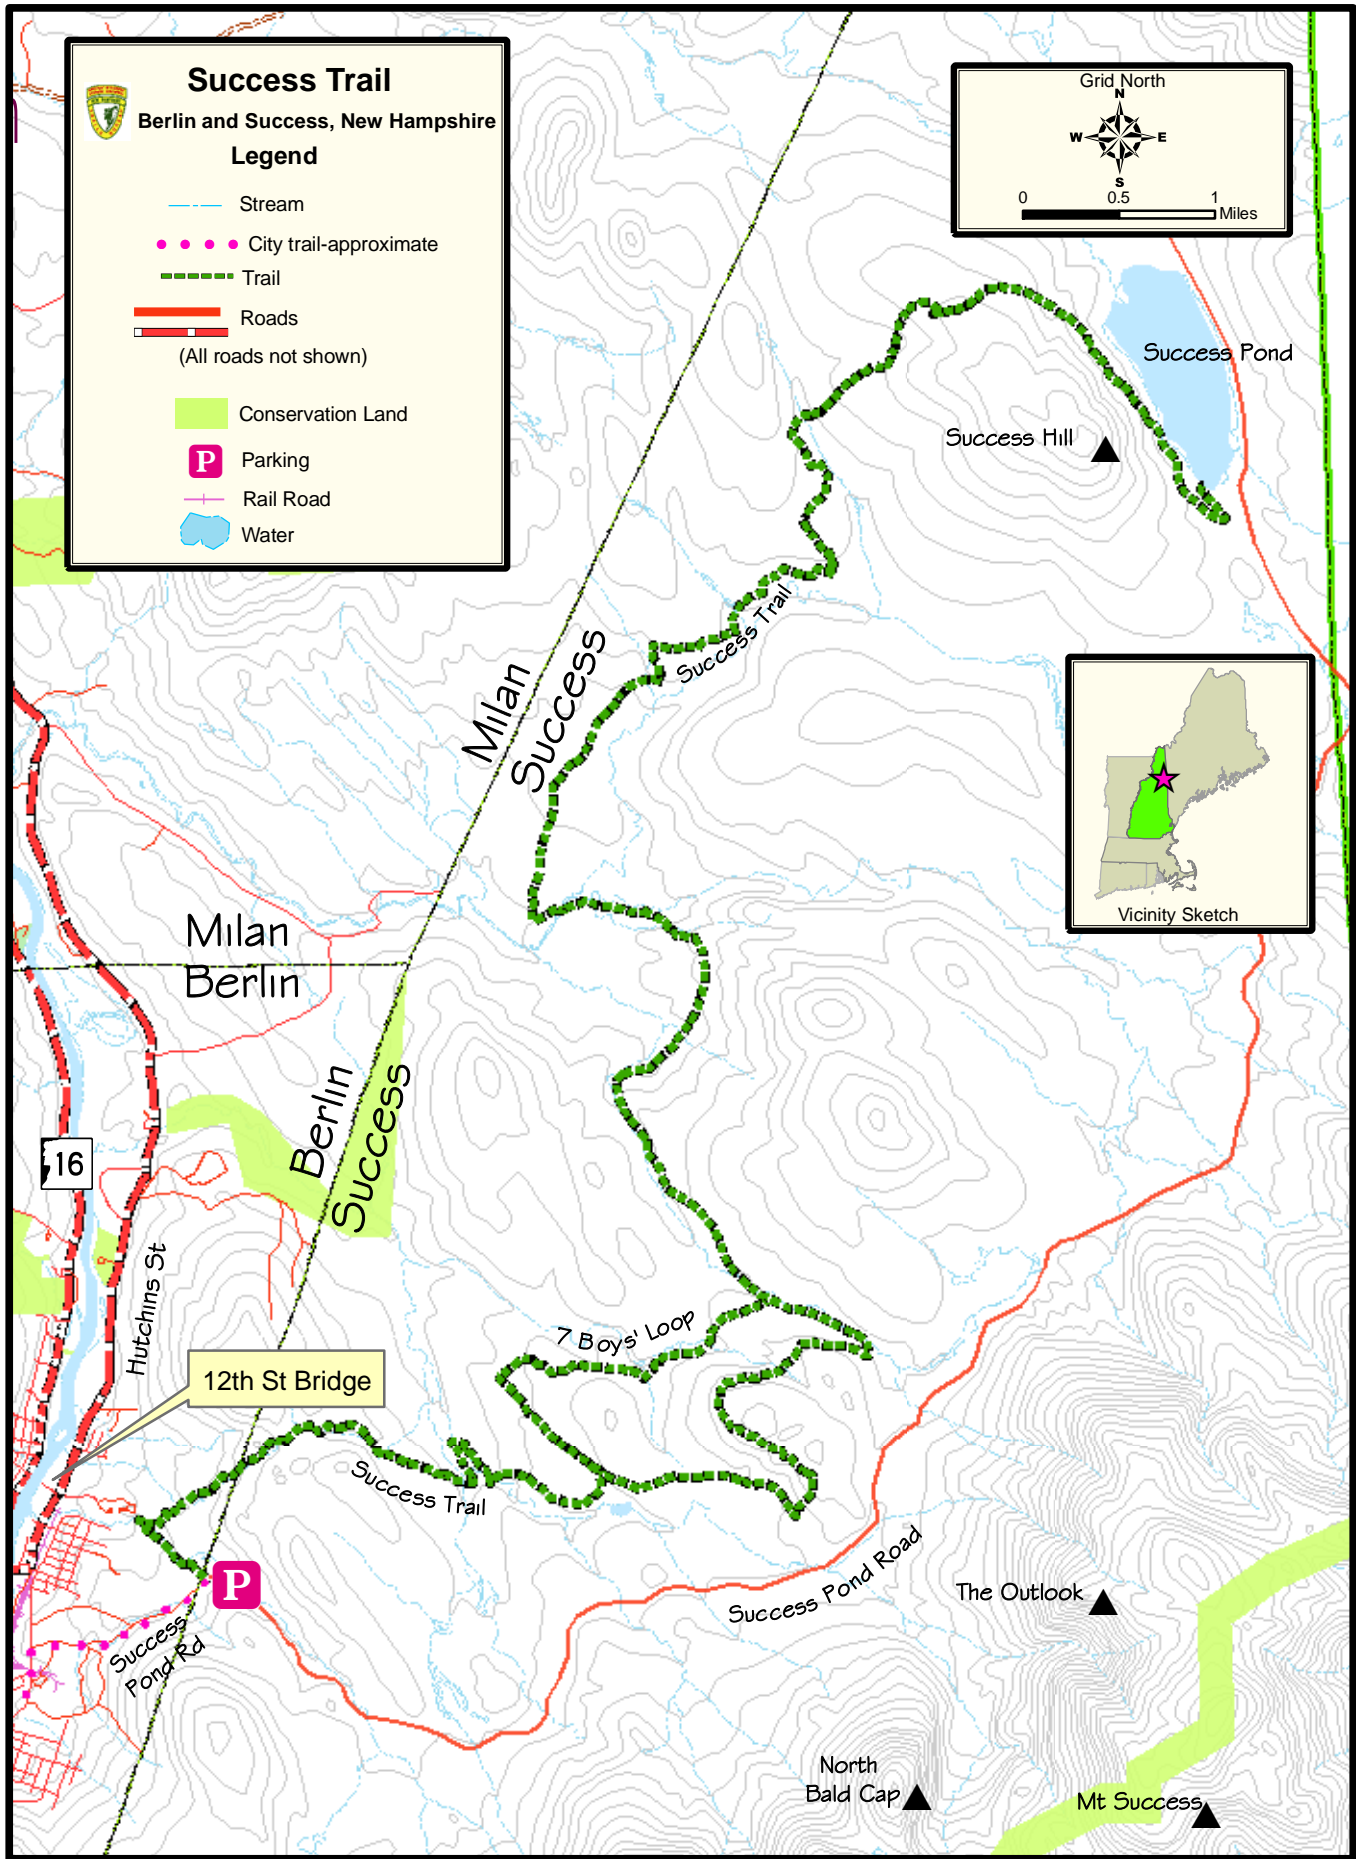 Success Trail
Berlin and Success, New Hampshire
Legend
Stream
City trail-approximate
Trail
Roads
(All roads not shown)
Conservation Land
P
Parking
Rail Road
Water
Grid North
N
W
E
S
0
0.5
1
Miles
Success Pond
Success Hill
Success Trail
Milan
Success
Vicinity Sketch
Milan
Berlin
Berlin
Success
16
Hutchins St
7 Boys' Loop
12th St Bridge
Success Trail
P
Success
Pond Rd
Success Pond Road
The Outlook
North
Bald Cap
Mt Success